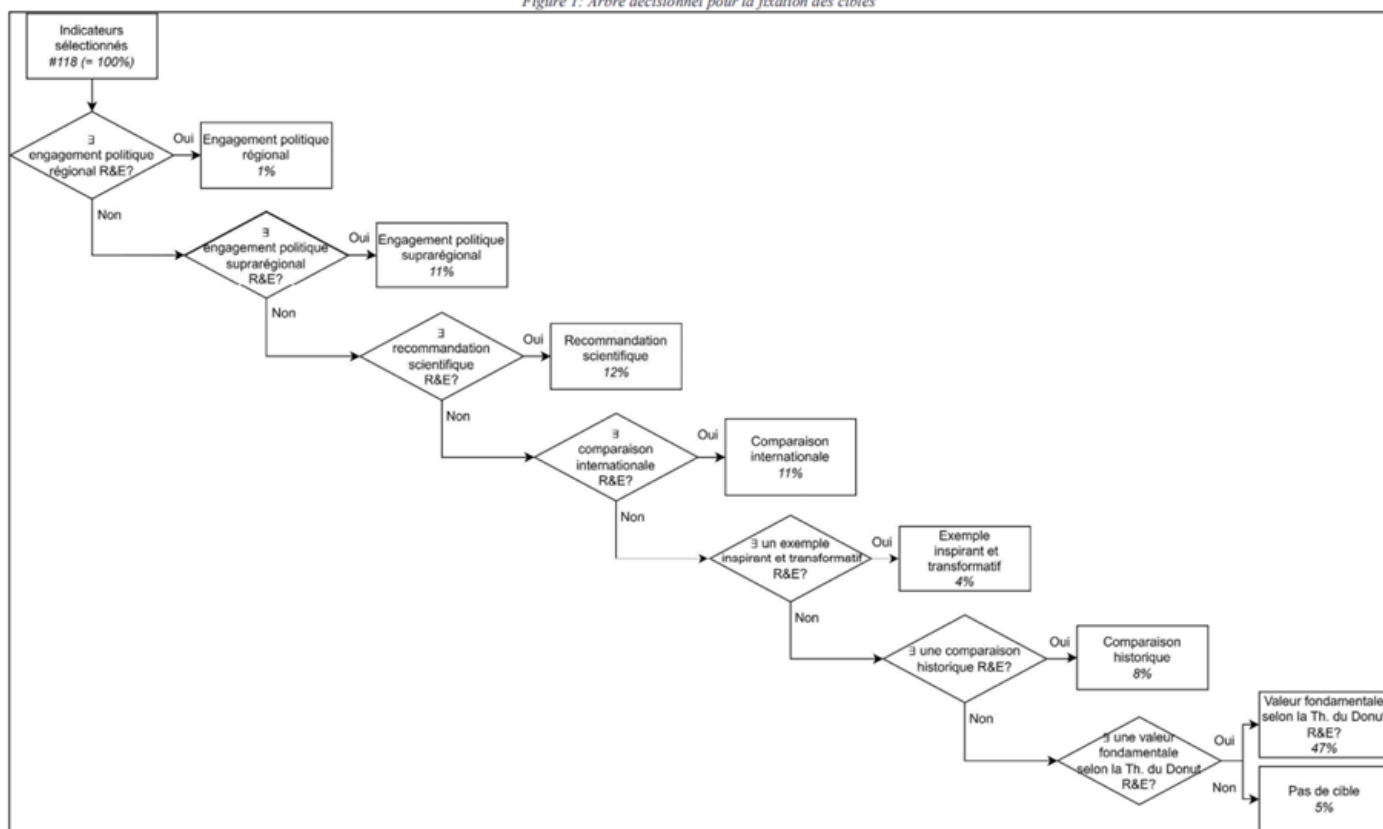 Figure 1: Arbre décisionnel pour la fixation des cibles
Indicateurs
sélectionnés
#118 (= 100%)
∃
engagement politique
régional R&E?
Oui
Engagement politique
régional
1%
Non
∃
engagement politique
suprarégional
R&E?
Oui
Engagement politique
suprarégional
11%
Non
∃
recommandation
scientifique
R&E?
Oui
Recommandation
scientifique
12%
Non
∃
comparaison
internationale
R&E?
Oui
Comparaison
internationale
11%
Non
∃ un exemple
inspirant et transformatif
R&E?
Oui
Exemple
inspirant et
transformatif
4%
Non
∃ une comparaison
historique R&E?
Oui
Comparaison
historique
8%
Non
∃ une valeur
fondamentale
selon la Th. du Donut
R&E?
Oui
Valeur fondamentale
selon la Th. du Donut
R&E?
47%
Non
Pas de cible
5%